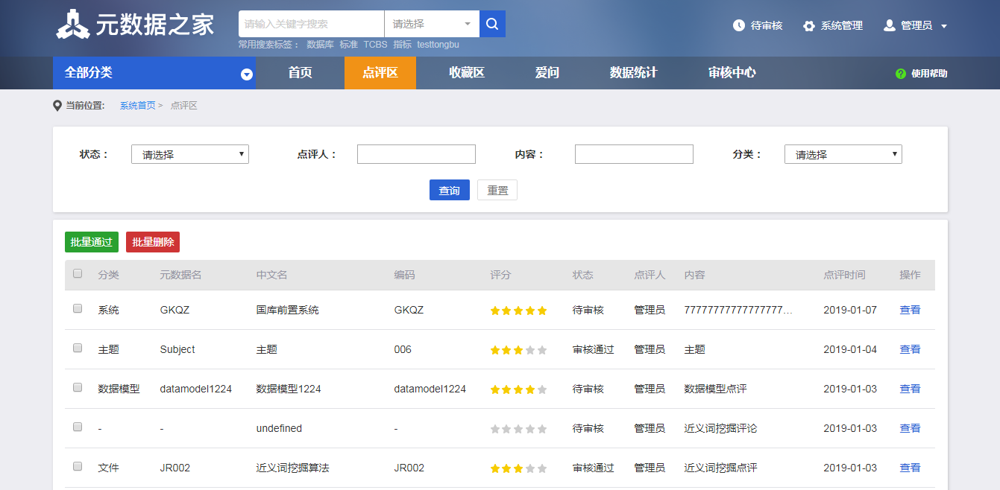 元数据之家
请输入关键字搜索 请选择
常用搜索标签： 数据库 标准 TCBS 指标 testtongbu
待审核 系统管理 管理员
全部分类 首页 点评区 收藏区 爱问 数据统计 审核中心 使用帮助
当前位置: 系统首页 > 点评区
状态： 请选择 点评人： 内容： 分类： 请选择
查询 重置
批量通过 批量删除
分类 元数据名 中文名 编码 评分 状态 点评人 内容 点评时间 操作
系统 GKQZ 国库前置系统 GKQZ 待审核 管理员 77777777777777777... 2019-01-07 查看
主题 Subject 主题 006 审核通过 管理员 主题 2019-01-04 查看
数据模型 datamodel1224 数据模型1224 datamodel1224 待审核 管理员 数据模型点评 2019-01-03 查看
- - undefined - 待审核 管理员 近义词挖掘评论 2019-01-03 查看
文件 JR002 近义词挖掘算法 JR002 审核通过 管理员 近义词挖掘点评 2019-01-03 查看